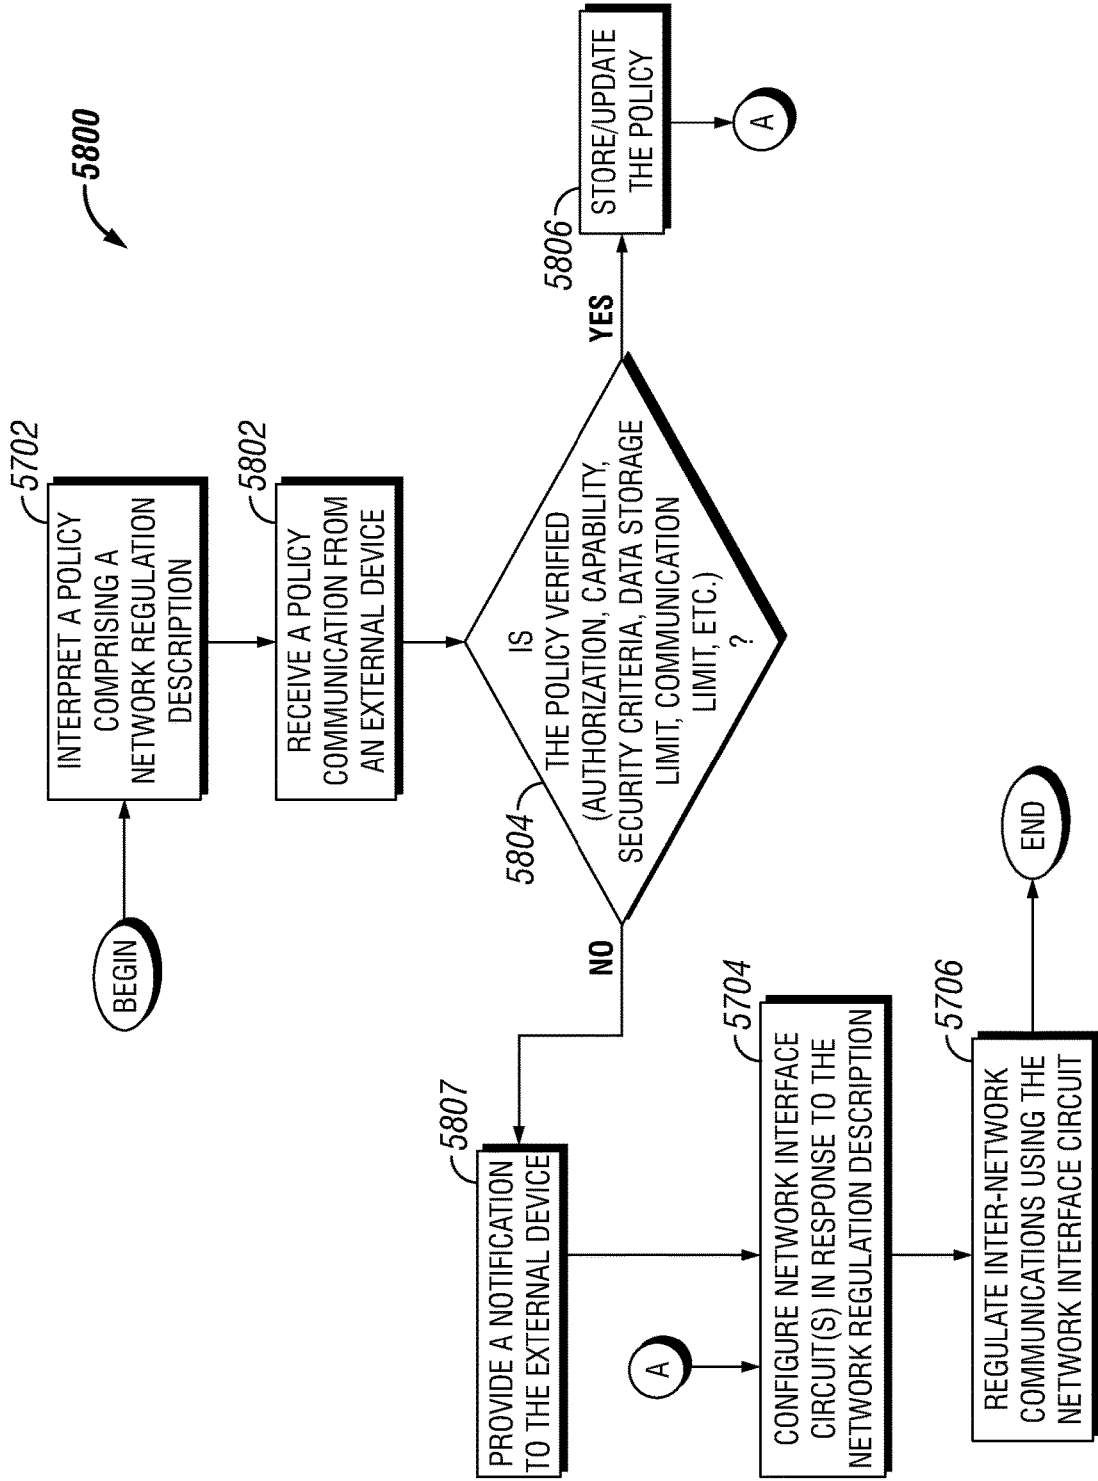 5800
BEGIN
5702
INTERPRET A POLICY
COMPRISING A
NETWORK REGULATION
DESCRIPTION
5802
RECEIVE A POLICY
COMMUNICATION FROM
AN EXTERNAL DEVICE
5804
IS
THE POLICY VERIFIED
(AUTHORIZATION, CAPABILITY,
SECURITY CRITERIA, DATA STORAGE
LIMIT, COMMUNICATION
LIMIT, ETC.)
?
YES
5806
STORE/UPDATE
THE POLICY
A
NO
5807
PROVIDE A NOTIFICATION
TO THE EXTERNAL DEVICE
A
5704
CONFIGURE NETWORK INTERFACE
CIRCUIT(S) IN RESPONSE TO THE
NETWORK REGULATION DESCRIPTION
5706
REGULATE INTER-NETWORK
COMMUNICATIONS USING THE
NETWORK INTERFACE CIRCUIT
END